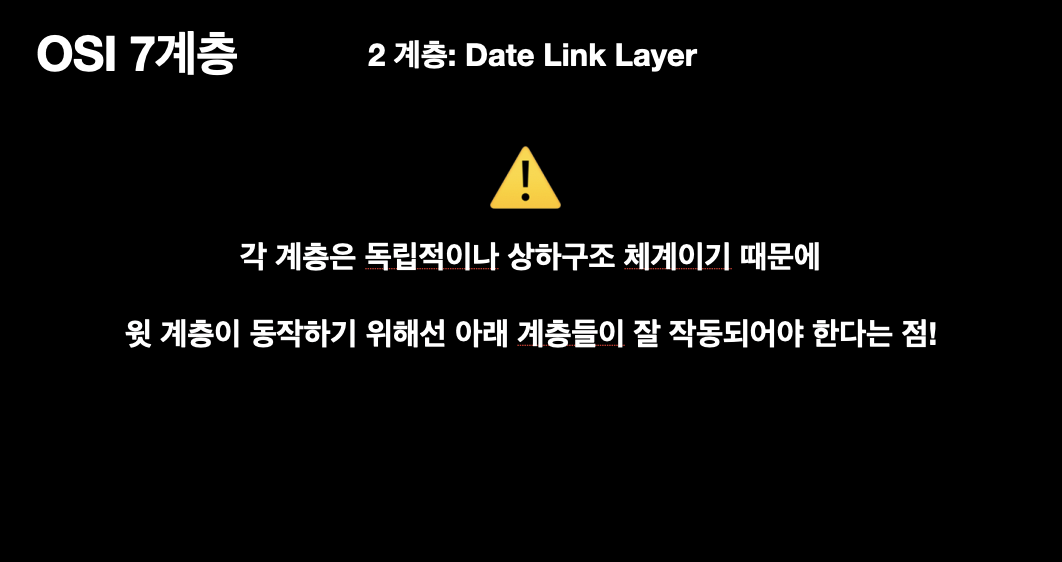 OSI 7계층
2 계층: Date Link Layer
각 계층은 독립적이나 상하구조 체계이기 때문에
윗 계층이 동작하기 위해선 아래 계층들이 잘 작동되어야 한다는 점!